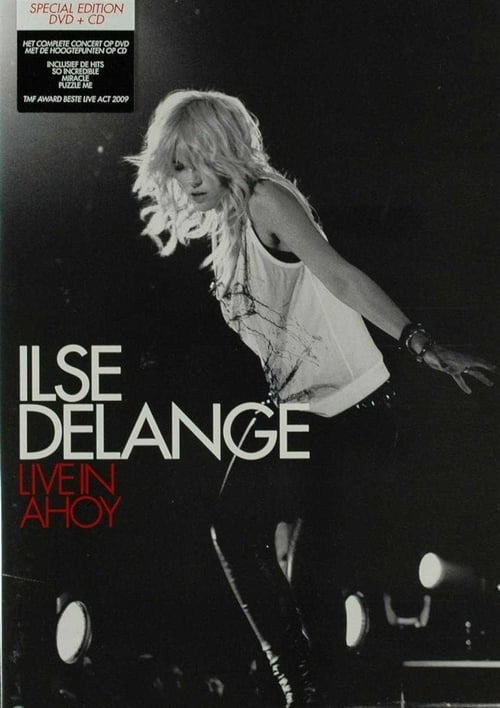 SPECIAL EDITION
DVD + CD
HET COMPLETE CONCERT OP DVD
MET DE HOOGTEPUNTEN OP CD
INCLUSIEF DE HITS
SO INCREDIBLE
MIRACLE
PUZZLE ME
TMF AWARD BESTE LIVE ACT 2009
ILSE
DELANGE
LIVE IN
AHOY